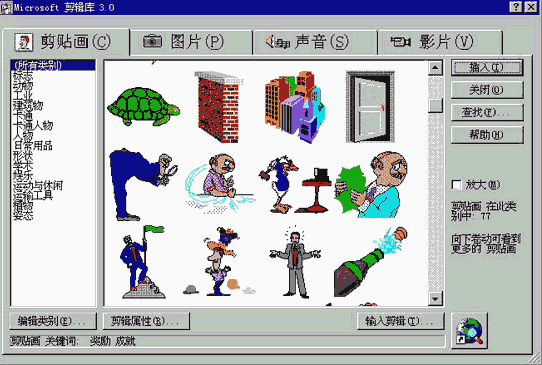 Microsoft 剪辑库 3.0
剪贴画(C)
图片(P)
声音(S)
影片(V)
(所有类别)
标志
动物
工业
建筑物
卡通
卡通人物
人物
日常用品
形状
学术
娱乐
运动与休闲
运输工具
植物
姿态
插入(I)
关闭(Q)
查找(F)...
帮助(H)
放大(M)
剪贴画 在此类
别中: 77
向下卷动可看到
更多的 剪贴画
编辑类别(E)...
剪辑属性(R)...
输入剪辑(T)...
剪贴画 关键词: 奖励 成就